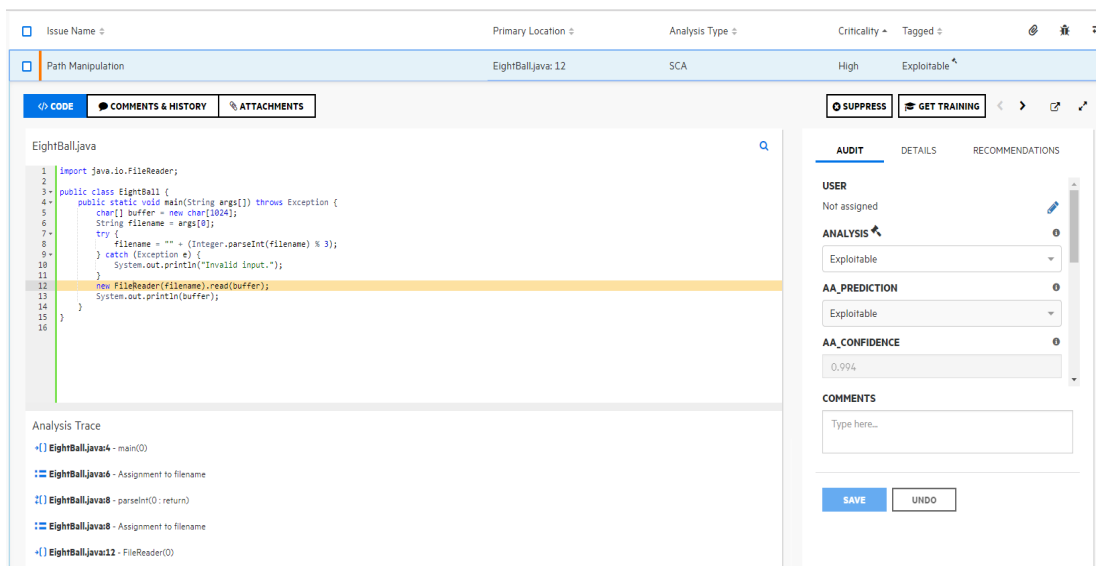 Issue Name Primary Location Analysis Type Criticality Tagged
Path Manipulation EightBall.java: 12 SCA High Exploitable
CODE COMMENTS & HISTORY ATTACHMENTS SUPPRESS GET TRAINING
EightBall.java
1 import java.io.FileReader;
2
3 public class EightBall {
4 public static void main(String args[]) throws Exception {
5 char[] buffer = new char[1024];
6 String filename = args[0];
7 try {
8 filename = "" + (Integer.parseInt(filename) % 3);
9 } catch (Exception e) {
10 System.out.println("Invalid input.");
11 }
12 new FileReader(filename).read(buffer);
13 System.out.println(buffer);
14 }
15 }
16
Analysis Trace
EightBall.java:4 - main(0)
EightBall.java:6 - Assignment to filename
EightBall.java:8 - parseInt(0 : return)
EightBall.java:8 - Assignment to filename
EightBall.java:12 - FileReader(0)
AUDIT DETAILS RECOMMENDATIONS
USER
Not assigned
ANALYSIS
Exploitable
AA_PREDICTION
Exploitable
AA_CONFIDENCE
0.994
COMMENTS
Type here...
SAVE UNDO